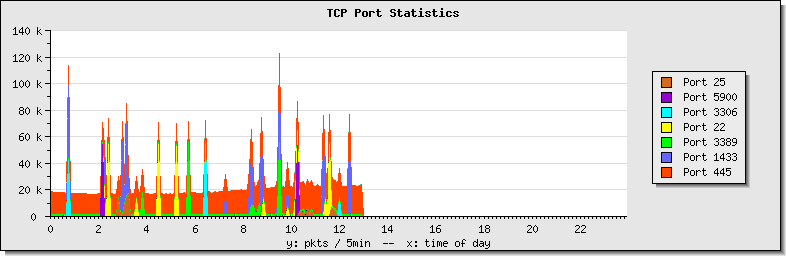 TCP Port Statistics
140 k
120 k
100 k
80 k
60 k
40 k
20 k
0
0 2 4 6 8 10 12 14 16 18 20 22
y: pkts / 5min -- x: time of day
Port 25
Port 5900
Port 3306
Port 22
Port 3389
Port 1433
Port 445